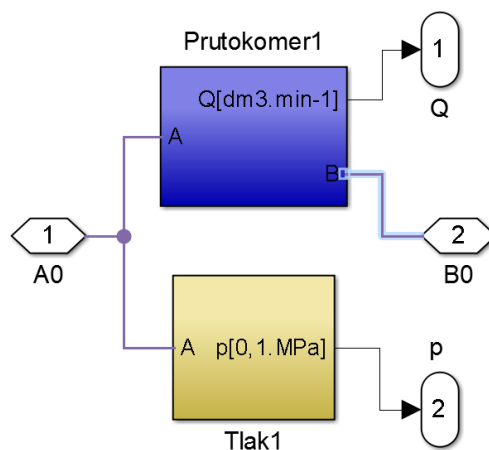 Prutokomer1
Q[dm3.min-1]
A
B
1
Q
1
A0
2
B0
A
p[0,1.MPa]
Tlak1
p
2